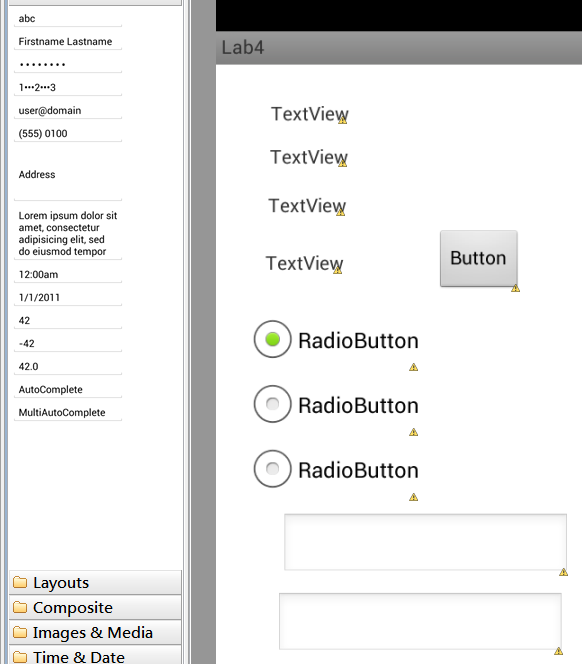 abc
Firstname Lastname
••••••••
1•••2•••3
user@domain
(555) 0100
Address
Lorem ipsum dolor sit
amet, consectetur
adipisicing elit, sed
do eiusmod tempor
12:00am
1/1/2011
42
-42
42.0
AutoComplete
MultiAutoComplete
Layouts
Composite
Images & Media
Time & Date
Lab4
TextView
TextView
TextView
TextView
Button
RadioButton
RadioButton
RadioButton